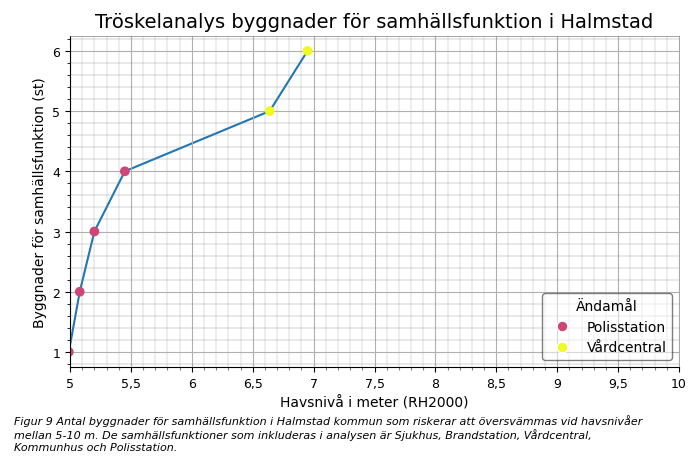 Tröskelanalys byggnader för samhällsfunktion i Halmstad
Byggnader för samhällsfunktion (st)
6
5
4
3
2
1
Ändamål
Polisstation
Vårdcentral
5 5,5 6 6,5 7 7,5 8 8,5 9 9,5 10
Havsnivå i meter (RH2000)
Figur 9 Antal byggnader för samhällsfunktion i Halmstad kommun som riskerar att översvämmas vid havsnivåer
mellan 5-10 m. De samhällsfunktioner som inkluderas i analysen är Sjukhus, Brandstation, Vårdcentral,
Kommunhus och Polisstation.